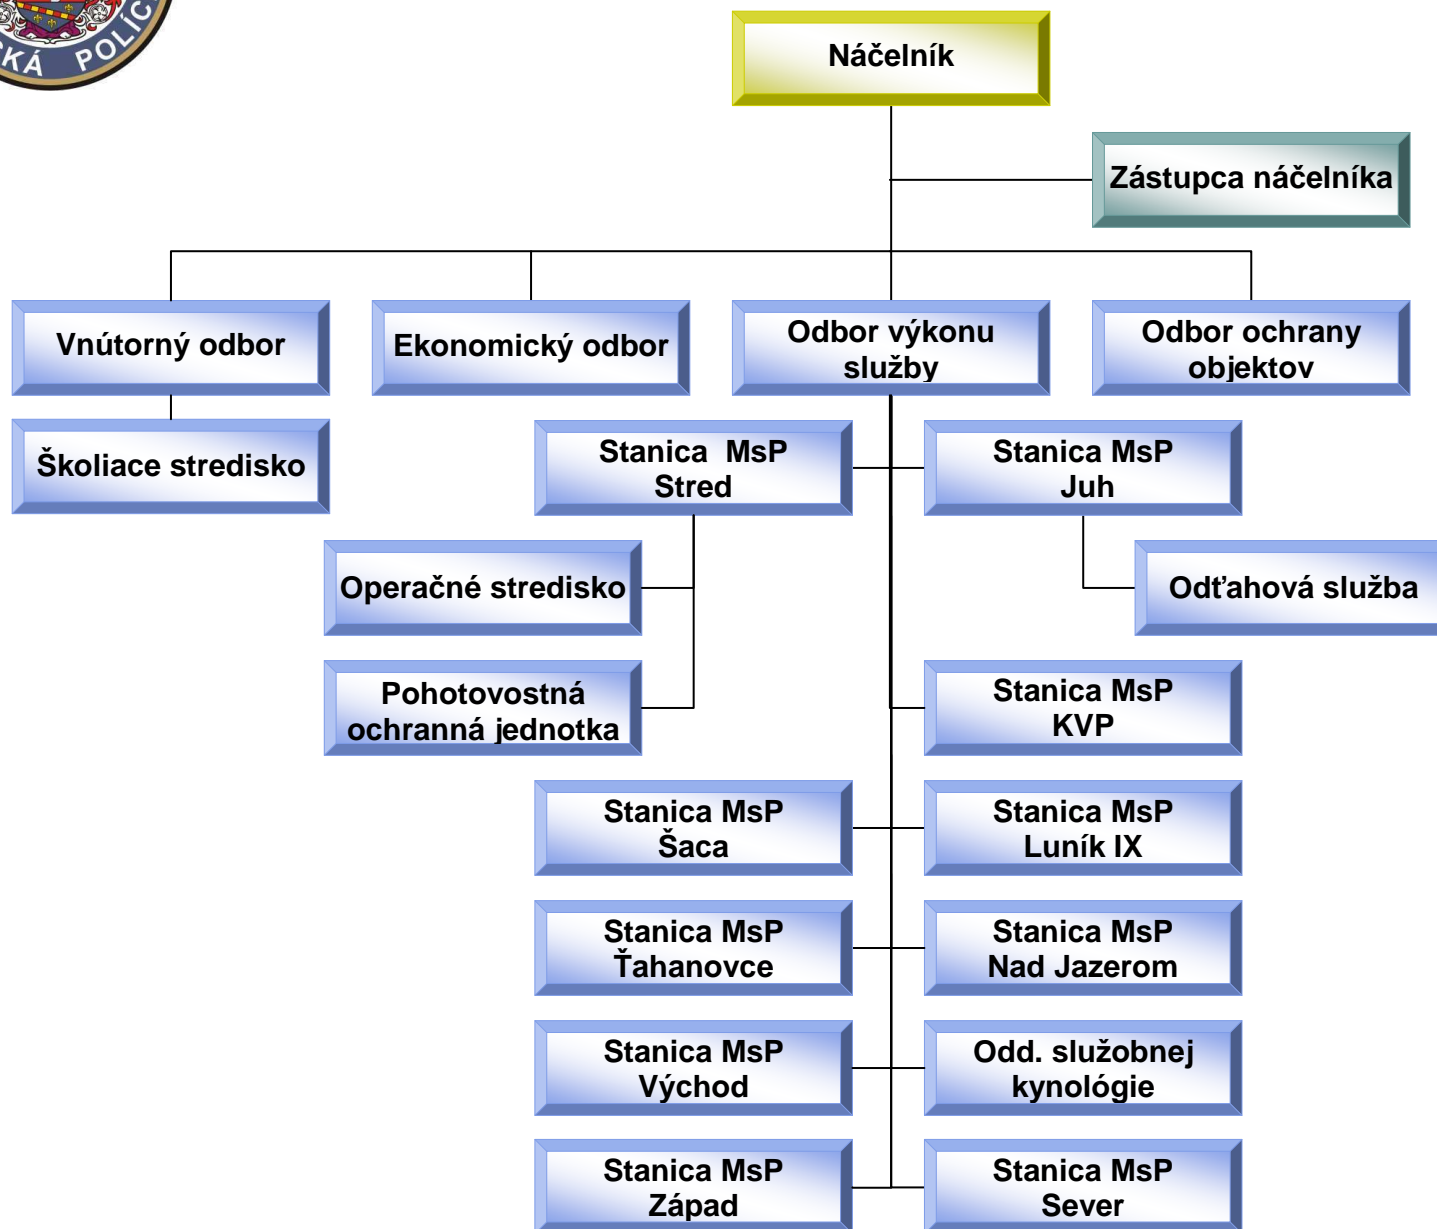 KÁ POLÍC
Náčelník
Zástupca náčelníka
Vnútorný odbor
Ekonomický odbor
Odbor výkonu
služby
Odbor ochrany
objektov
Školiace stredisko
Stanica MsP
Stred
Stanica MsP
Juh
Operačné stredisko
Odťahová služba
Pohotovostná
ochranná jednotka
Stanica MsP
KVP
Stanica MsP
Šaca
Stanica MsP
Luník IX
Stanica MsP
Ťahanovce
Stanica MsP
Nad Jazerom
Stanica MsP
Východ
Odd. služobnej
kynológie
Stanica MsP
Západ
Stanica MsP
Sever